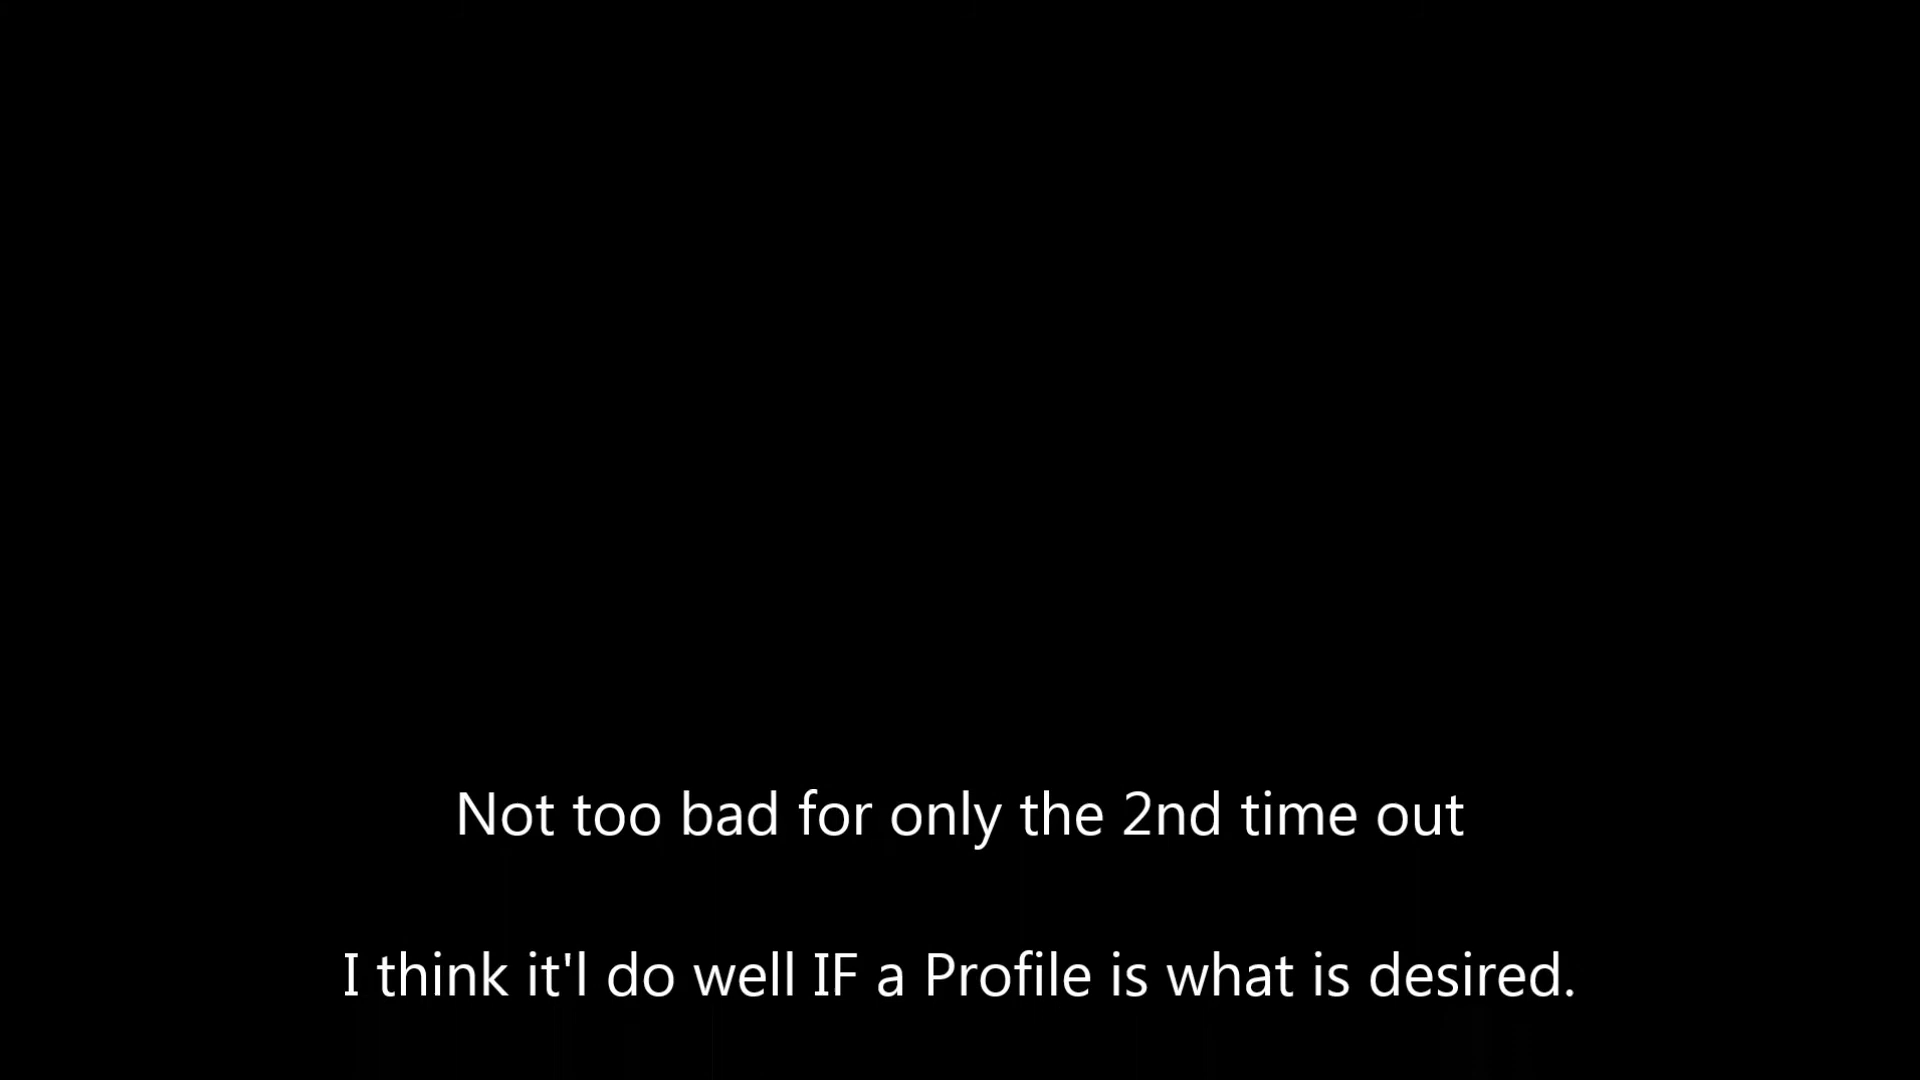 Not too bad for only the 2nd time out
I think it'l do well IF a Profile is what is desired.